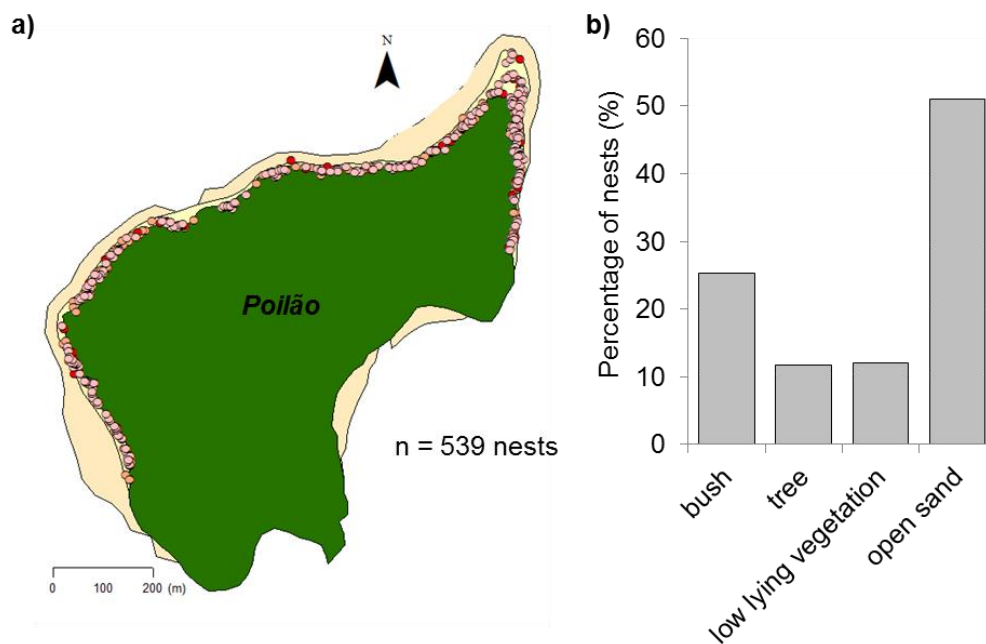 a)
N
Poilão
n = 539 nests
0 100 200 (m)
b)
Percentage of nests (%)
60
50
40
30
20
10
0
bush
tree
low lying vegetation
open sand